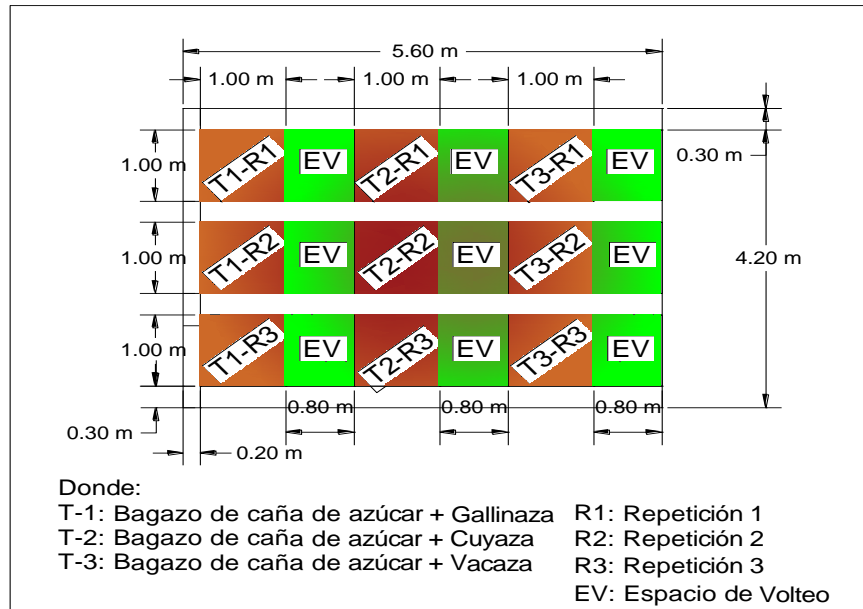 5.60 m
1.00 m 1.00 m 1.00 m
0.30 m
1.00 m T1-R1 EV T2-R1 EV T3-R1 EV
1.00 m T1-R2 EV T2-R2 EV T3-R2 EV
4.20 m
1.00 m T1-R3 EV T2-R3 EV T3-R3 EV
0.80 m 0.80 m 0.80 m
0.30 m
0.20 m
Donde:
T-1: Bagazo de caña de azúcar + Gallinaza
T-2: Bagazo de caña de azúcar + Cuyaza
T-3: Bagazo de caña de azúcar + Vacaza
R1: Repetición 1
R2: Repetición 2
R3: Repetición 3
EV: Espacio de Volteo